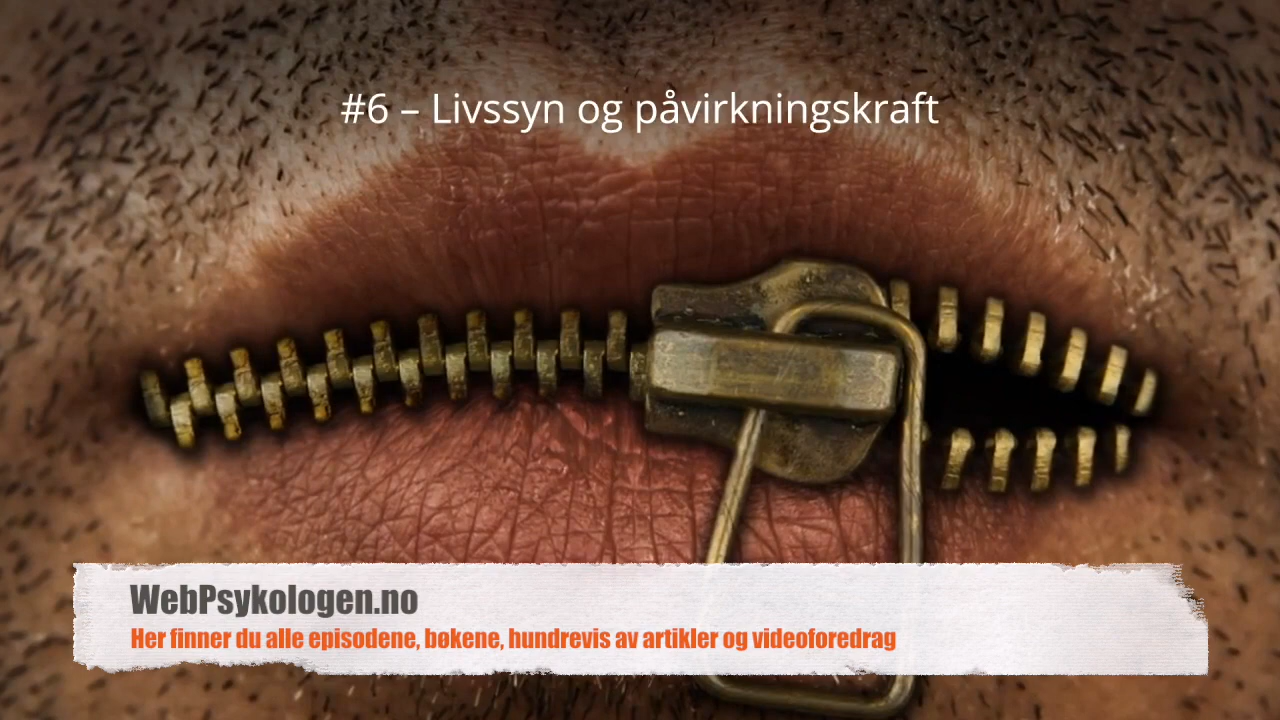 #6 – Livssyn og påvirkningskraft
WebPsykologen.no
Her finner du alle episodene, bøkene, hundrevis av artikler og videoforedrag